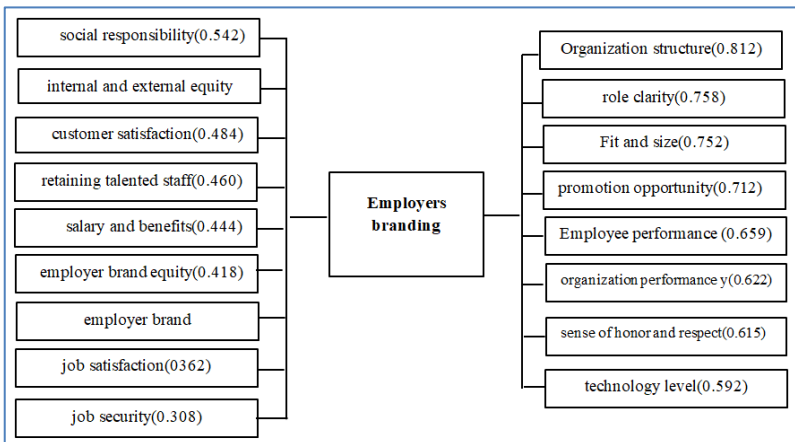 social responsibility(0.542)
internal and external equity
customer satisfaction(0.484)
retaining talented staff(0.460)
salary and benefits(0.444)
employer brand equity(0.418)
employer brand
job satisfaction(0362)
job security(0.308)
Employers
branding
Organization structure(0.812)
role clarity(0.758)
Fit and size(0.752)
promotion opportunity(0.712)
Employee performance (0.659)
organization performance y(0.622)
sense of honor and respect(0.615)
technology level(0.592)